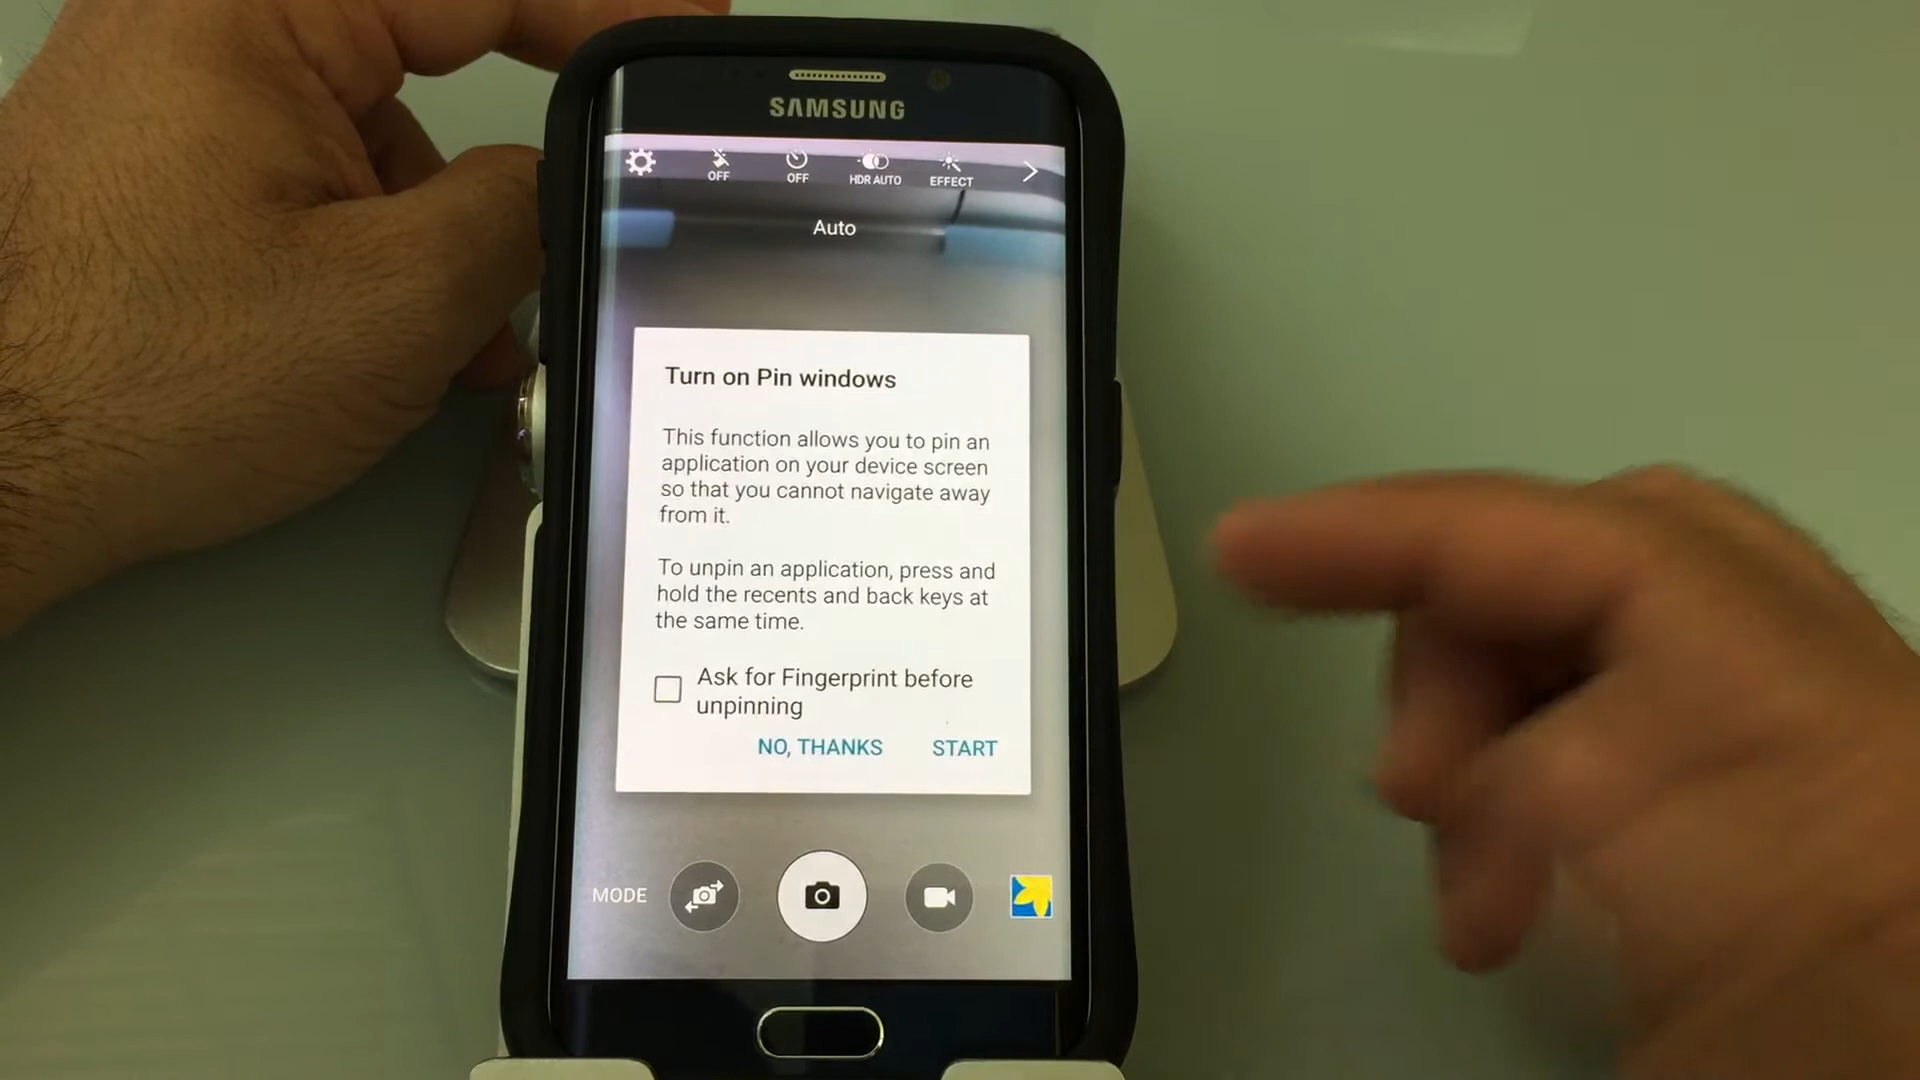 SAMSUNG
OFF
OFF
HDR AUTO
EFFECT
Auto
Turn on Pin windows
This function allows you to pin an
application on your device screen
so that you cannot navigate away
from it.
To unpin an application, press and
hold the recents and back keys at
the same time.
Ask for Fingerprint before
unpinning
NO, THANKS
START
MODE